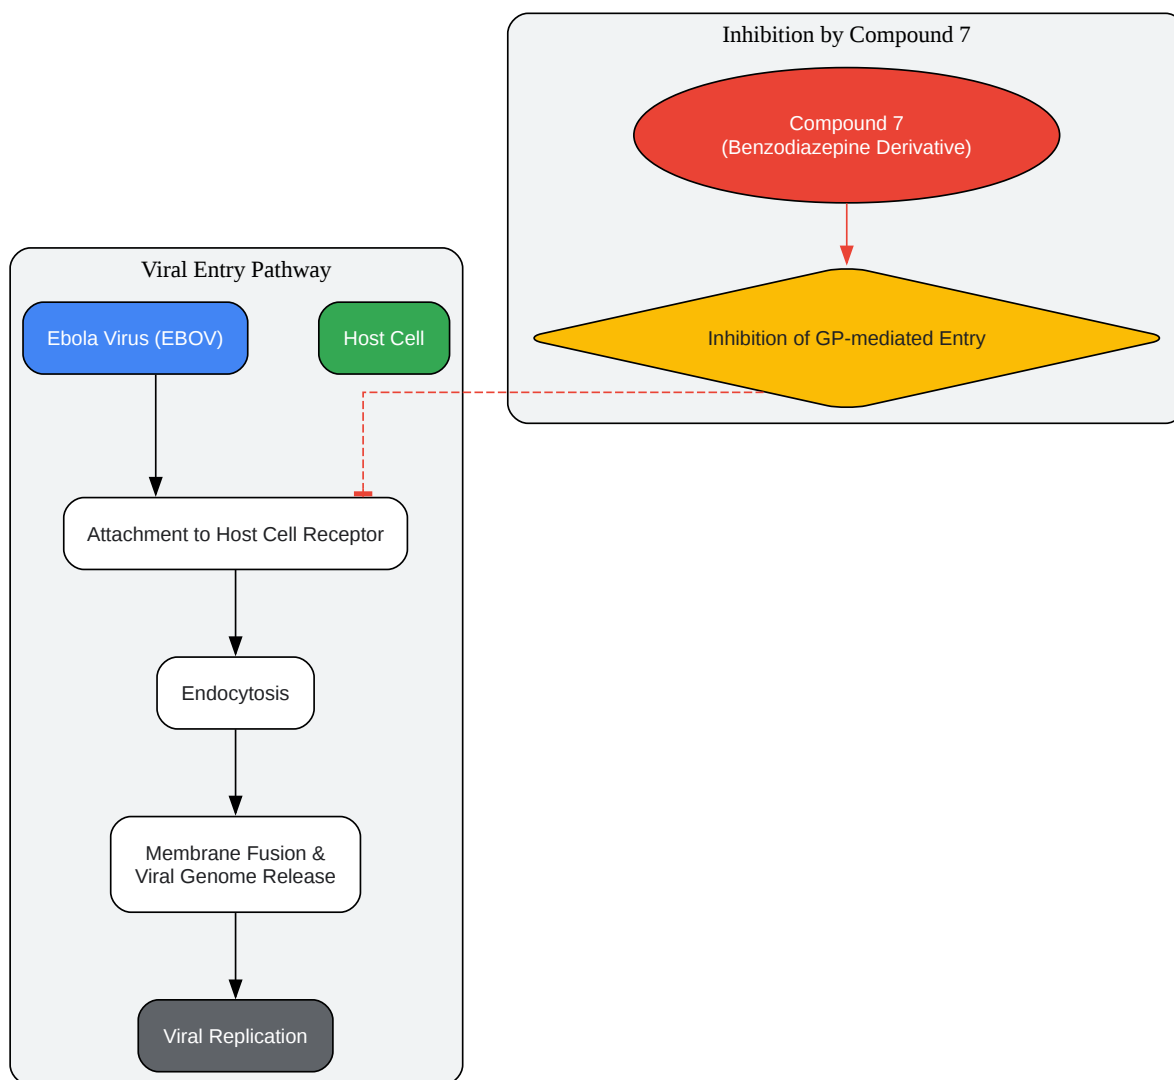 Inhibition by Compound 7
Compound 7
(Benzodiazepine Derivative)
Inhibition of GP-mediated Entry
Viral Entry Pathway
Ebola Virus (EBOV)
Host Cell
Attachment to Host Cell Receptor
Endocytosis
Membrane Fusion &
Viral Genome Release
Viral Replication